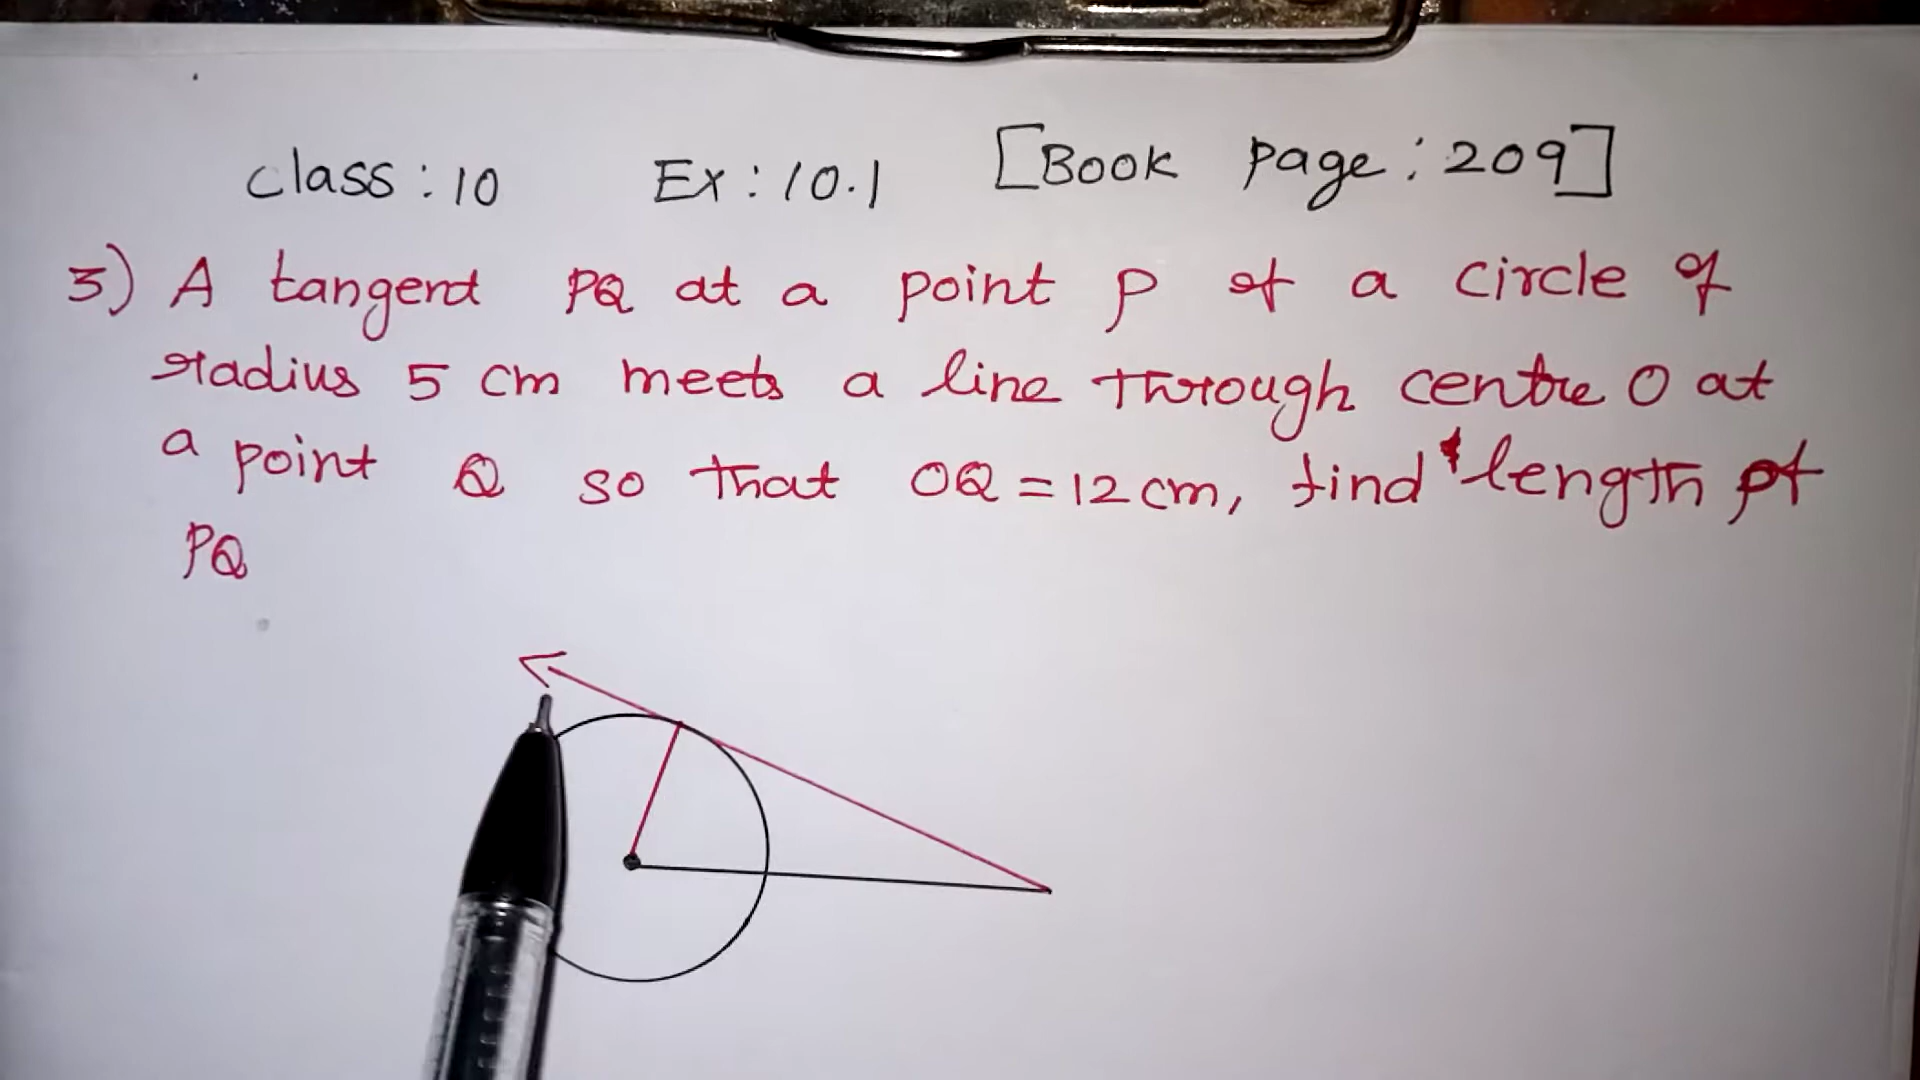 Class : 10 Ex : 10.1 [Book page : 209]
3) A tangent PQ at a point P of a circle of
radius 5 cm meets a line through centre O at
a point Q so that OQ = 12 cm, find length of
PQ